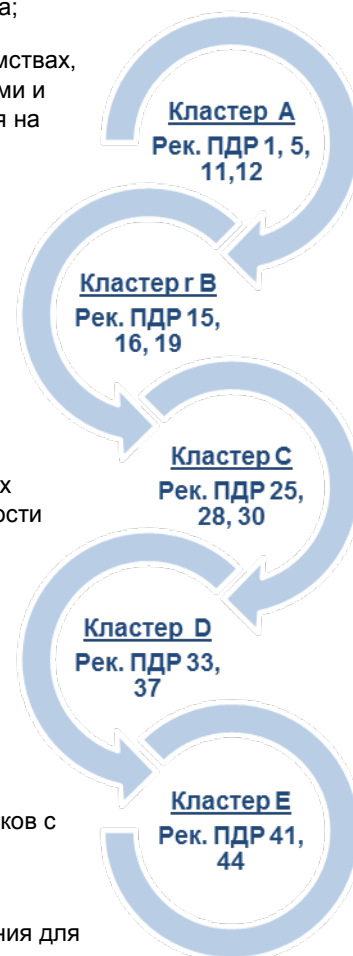 а;
мствах,
ми и
я на
Кластер A
Рек. ПДР 1, 5,
11,12
Кластер r B
Рек. ПДР 15,
16, 19
Кластер C
Рек. ПДР 25,
28, 30
х
ости
Кластер D
Рек. ПДР 33,
37
Кластер E
Рек. ПДР 41,
44
ков с
ния для